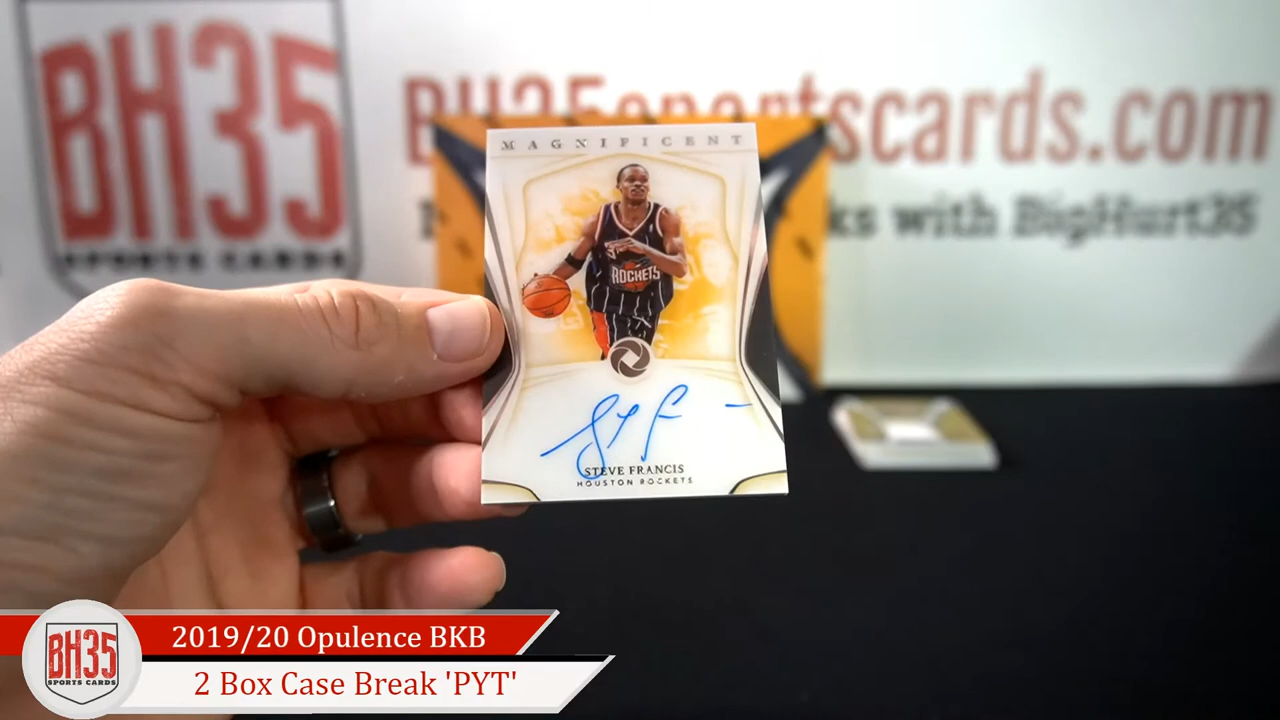 BH35
SPORTS CARDS
BH35sportscards.com
ks with BigHurt35
MAGNIFICENT
ROCKETS
STEVE FRANCIS
HOUSTON ROCKETS
BH35
SPORTS CARDS
2019/20 Opulence BKB
2 Box Case Break 'PYT'